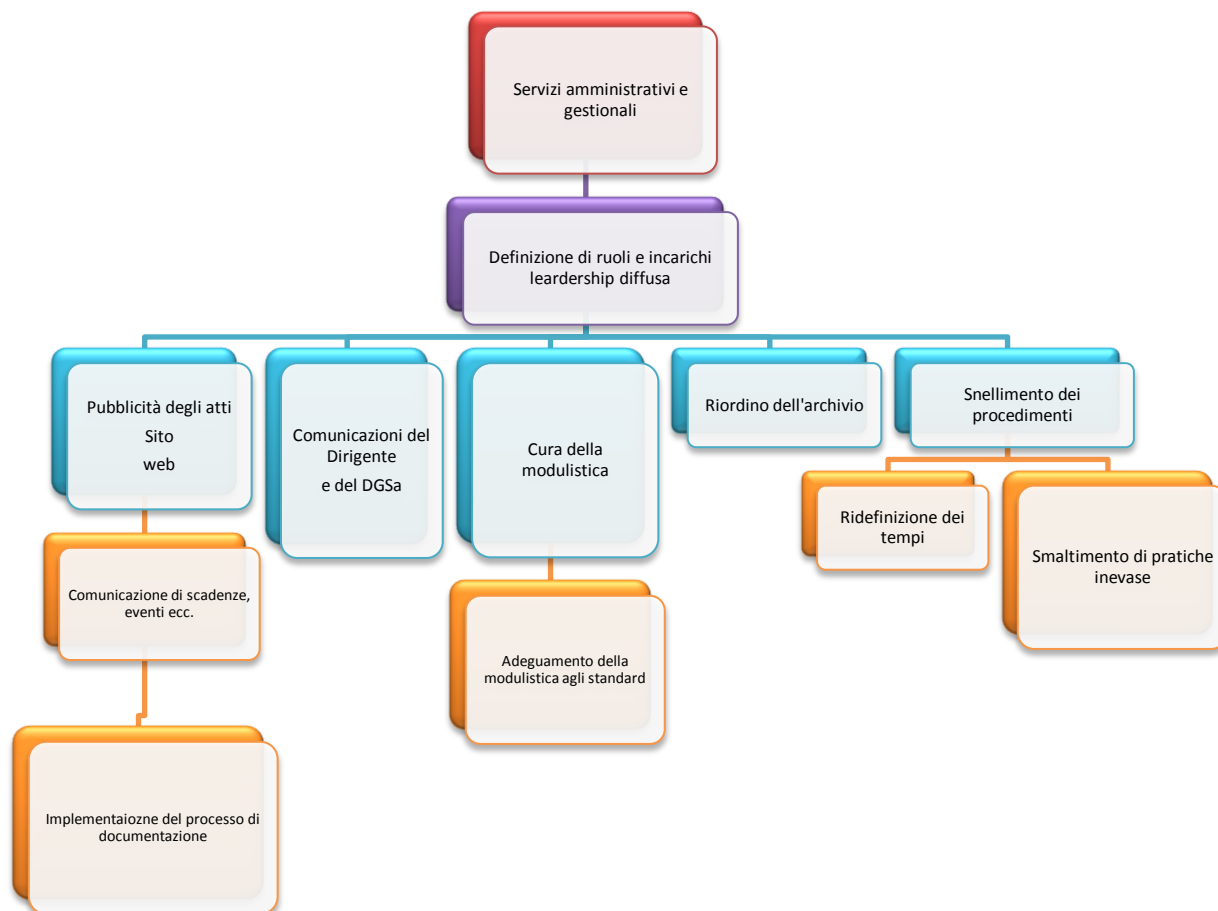 Servizi amministrativi e
gestionali
Definizione di ruoli e incarichi
leardership diffusa
Pubblicità degli atti
Sito
web
Comunicazioni del
Dirigente
e del DGSa
Cura della
modulistica
Riordino dell'archivio
Snellimento dei
procedimenti
Ridefinizione dei
tempi
Smaltimento di pratiche
inevase
Comunicazione di scadenze,
eventi ecc.
Adeguamento della
modulistica agli standard
Implementaiozne del processo di
documentazione